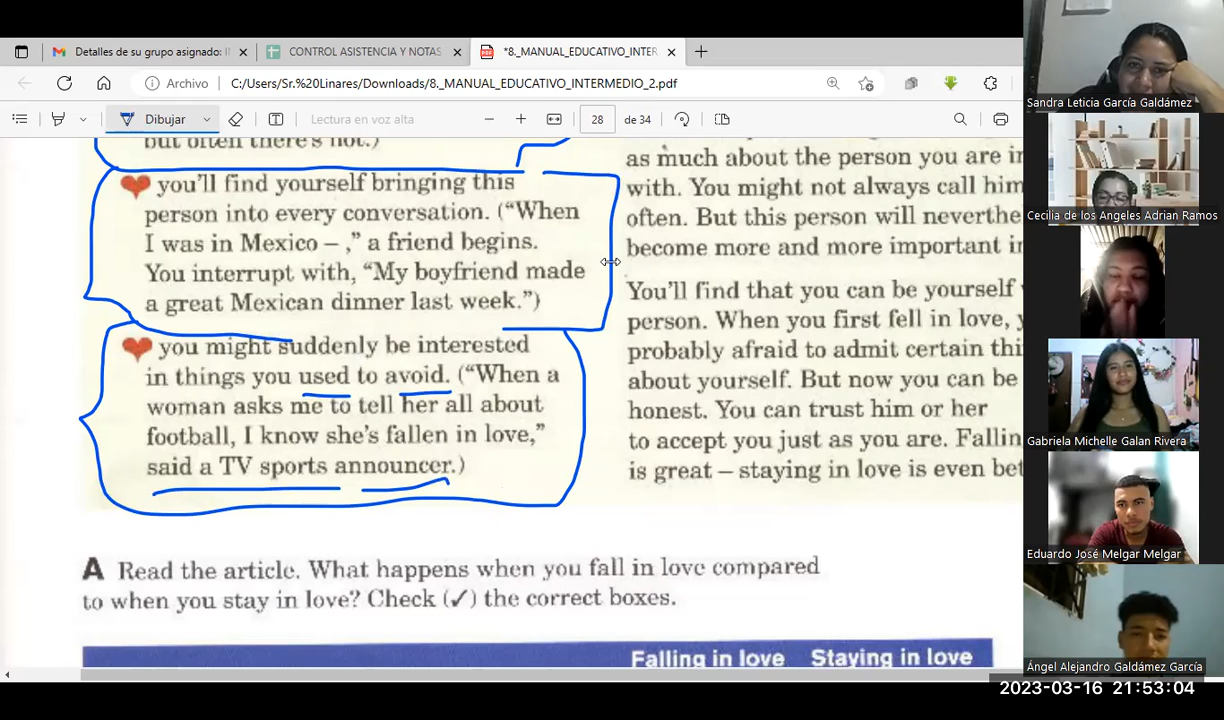 Detalles de su grupo asignado: I
CONTROL ASISTENCIA Y NOTAS
*8._MANUAL_EDUCATIVO_INTER
Archivo
C:/Users/Sr.%20Linares/Downloads/8._MANUAL_EDUCATIVO_INTERMEDIO_2.pdf
Dibujar
Lectura en voz alta
28 de 34
but often there's not.)
you'll find yourself bringing this
person into every conversation. ("When
I was in Mexico – ," a friend begins.
You interrupt with, "My boyfriend made
a great Mexican dinner last week.")
you might suddenly be interested
in things you used to avoid. ("When a
woman asks me to tell her all about
football, I know she's fallen in love,"
said a TV sports announcer.)
as much about the person you are in
with. You might not always call him
often. But this person will neverthe
become more and more important in
You'll find that you can be yourself
person. When you first fell in love, y
probably afraid to admit certain thi
about yourself. But now you can be
honest. You can trust him or her
to accept you just as you are. Fallin
is great – staying in love is even bet
A Read the article. What happens when you fall in love compared
to when you stay in love? Check (✓) the correct boxes.
Falling in love Staying in love
Sandra Leticia García Galdámez
Cecilia de los Angeles Adrian Ramos
Gabriela Michelle Galan Rivera
Eduardo José Melgar Melgar
Ángel Alejandro Galdámez García
2023-03-16 21:53:04